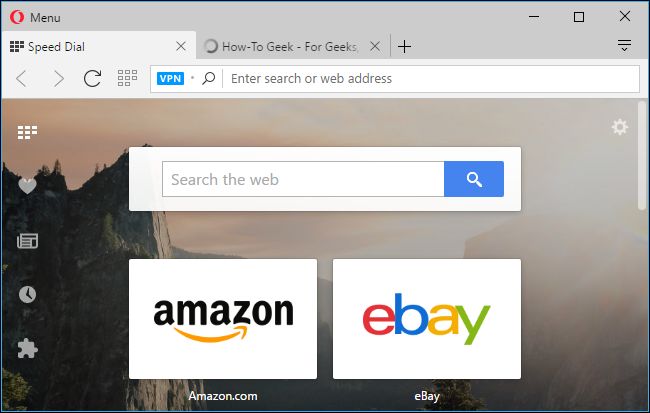 Menu
Speed Dial
How-To Geek - For Geeks,
VPN
Enter search or web address
Search the web
amazon
ebay
Amazon.com
eBay